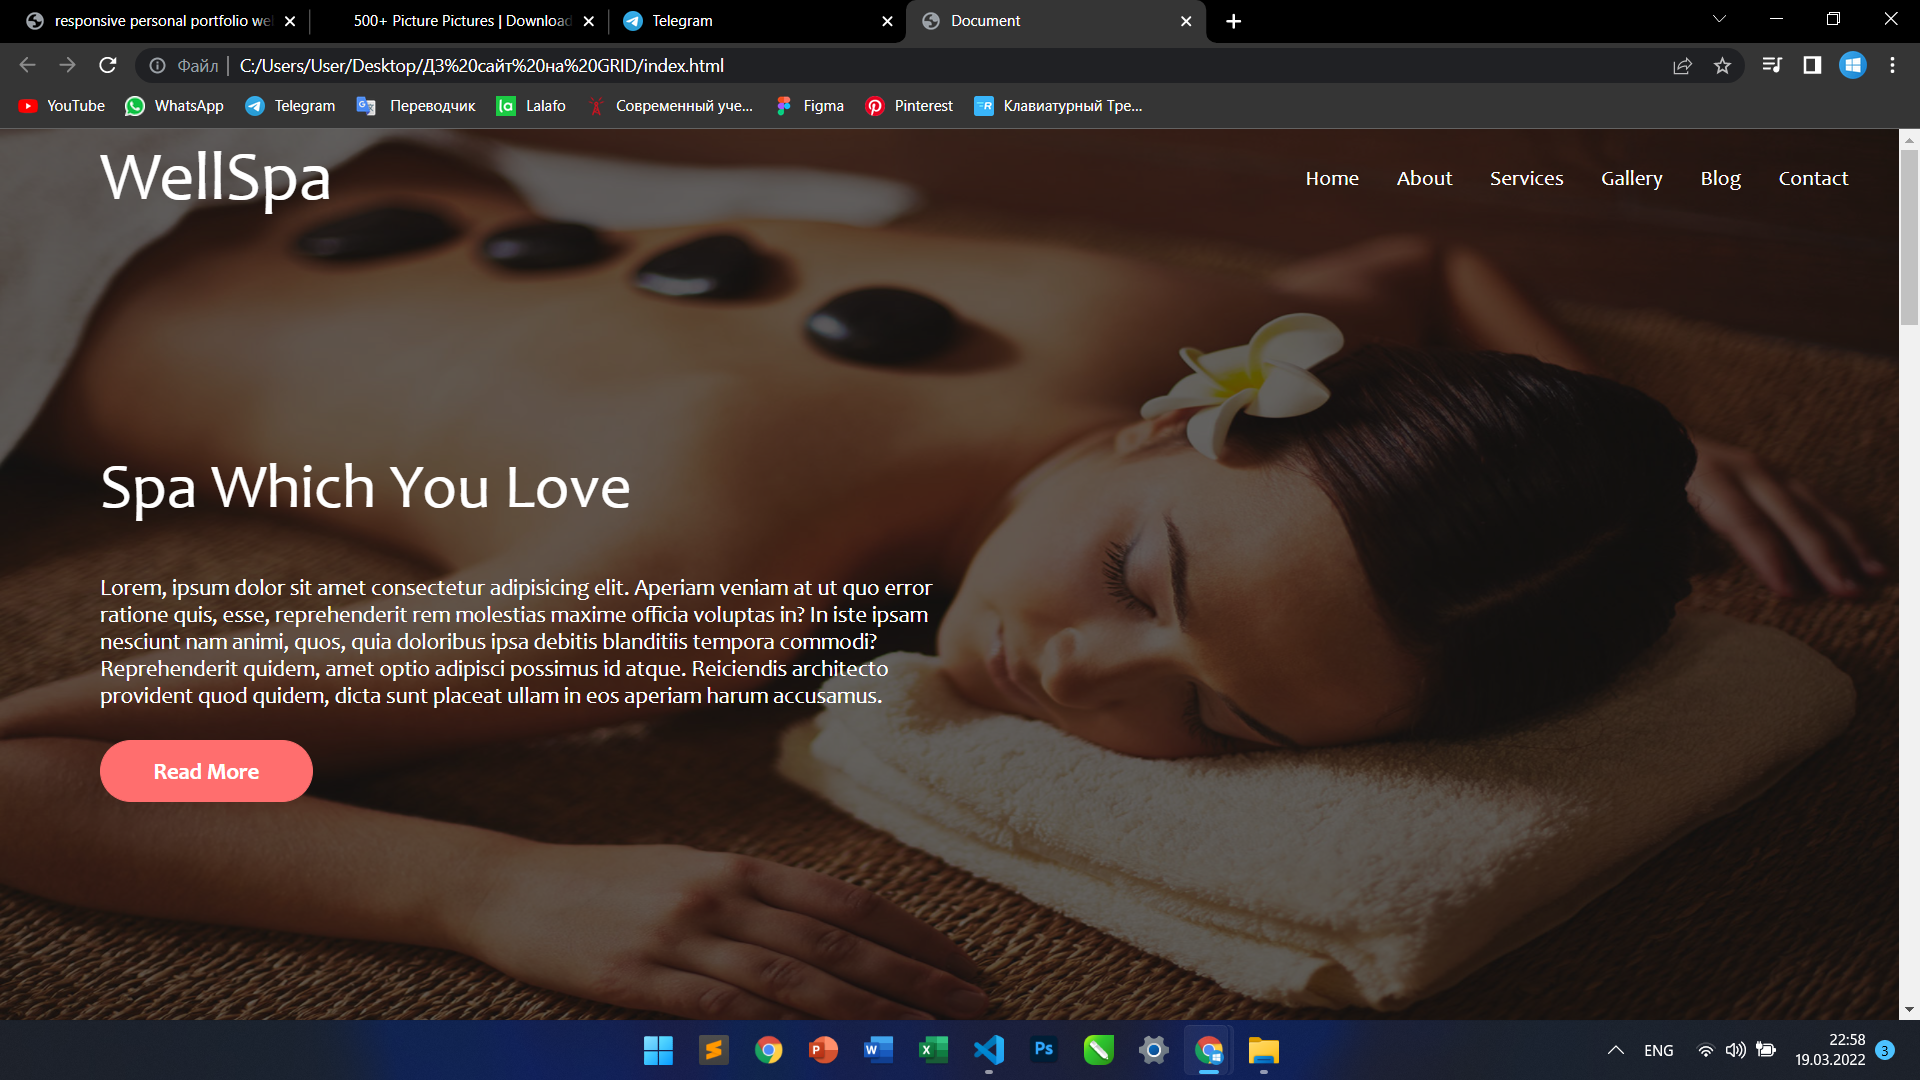 responsive personal portfolio we
500+ Picture Pictures | Download
Telegram
Document
Файл
C:/Users/User/Desktop/ДЗ%20сайт%20на%20GRID/index.html
YouTube
WhatsApp
Telegram
Переводчик
Lalafo
Современный уче...
Figma
Pinterest
Клавиатурный Тре...
WellSpa
Home
About
Services
Gallery
Blog
Contact
Spa Which You Love
Lorem, ipsum dolor sit amet consectetur adipisicing elit. Aperiam veniam at ut quo error
ratione quis, esse, reprehenderit rem molestias maxime officia voluptas in? In iste ipsam
nesciunt nam animi, quos, quia doloribus ipsa debitis blanditiis tempora commodi?
Reprehenderit quidem, amet optio adipisci possimus id atque. Reiciendis architecto
provident quod quidem, dicta sunt placeat ullam in eos aperiam harum accusamus.
Read More
ENG
22:58
19.03.2022
3